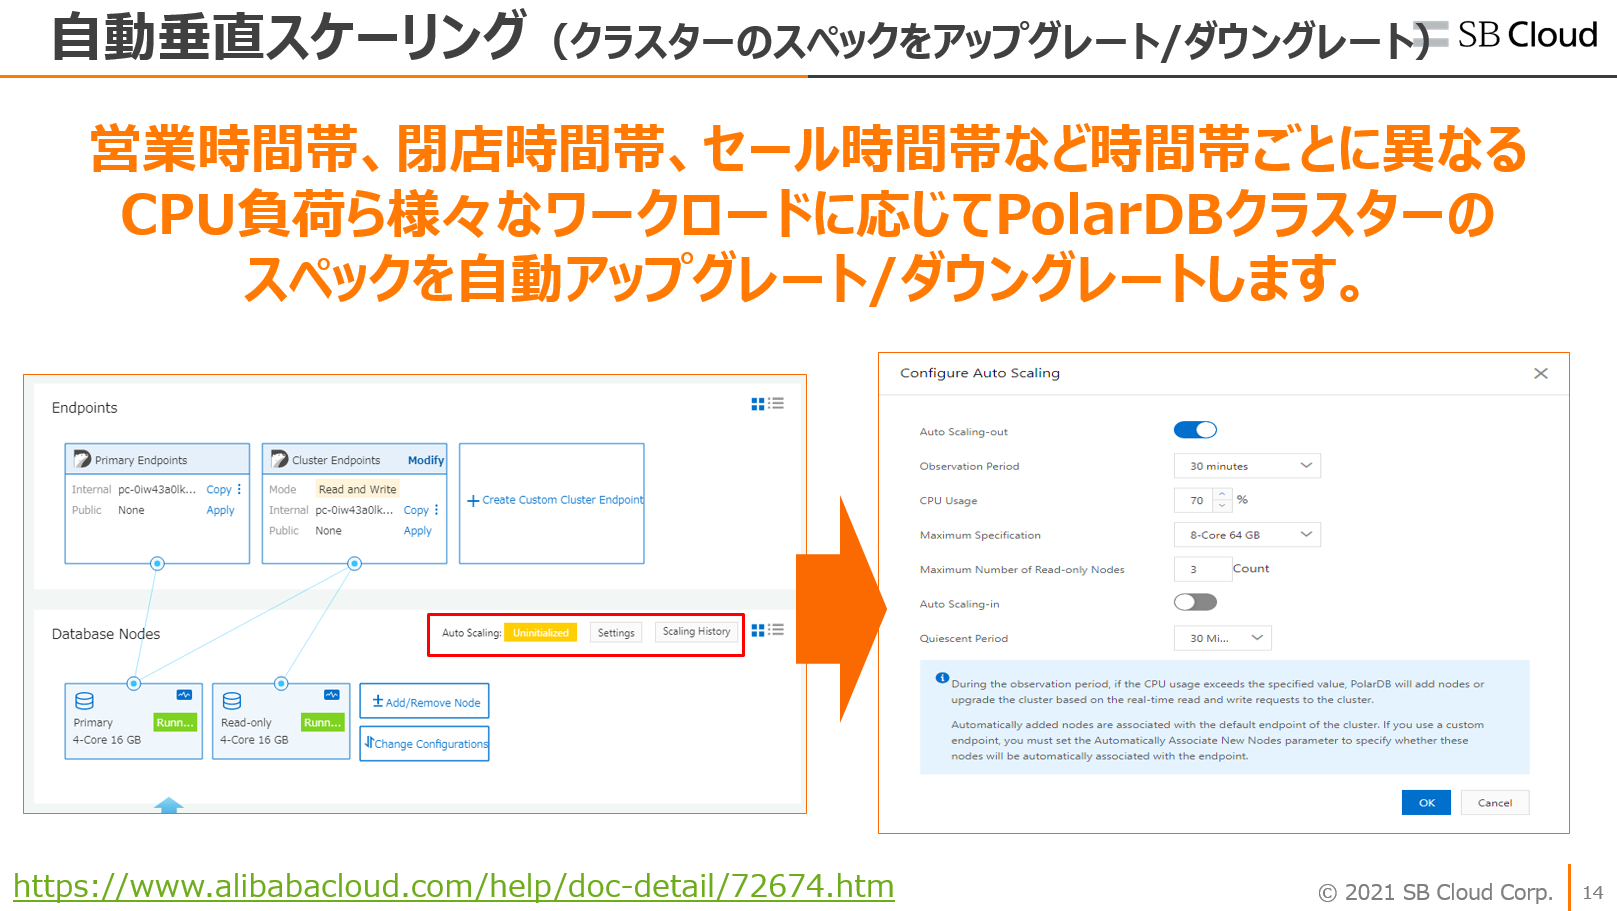 自動垂直スケーリング（クラスターのスペックをアップグレート/ダウングレート）
SB Cloud
営業時間帯、閉店時間帯、セール時間帯など時間帯ごとに異なる
CPU負荷ら様々なワークロードに応じてPolarDBクラスターの
スペックを自動アップグレート/ダウングレートします。
Endpoints
Primary Endpoints
Internal pc-0iw43a0lk... Copy
Public None Apply
Cluster Endpoints Modify
Mode Read and Write
Internal pc-0iw43a0lk... Copy
Public None Apply
Create Custom Cluster Endpoint
Database Nodes
Auto Scaling: Uninitialized Settings Scaling History
Primary Runn...
4-Core 16 GB
Read-only Runn...
4-Core 16 GB
Add/Remove Node
Change Configurations
Configure Auto Scaling
Auto Scaling-out
Observation Period 30 minutes
CPU Usage 70 %
Maximum Specification 8-Core 64 GB
Maximum Number of Read-only Nodes 3 Count
Auto Scaling-in
Quiescent Period 30 Mi...
During the observation period, if the CPU usage exceeds the specified value, PolarDB will add nodes or
upgrade the cluster based on the real-time read and write requests to the cluster.
Automatically added nodes are associated with the default endpoint of the cluster. If you use a custom
endpoint, you must set the Automatically Associate New Nodes parameter to specify whether these
nodes will be automatically associated with the endpoint.
OK Cancel
https://www.alibabacloud.com/help/doc-detail/72674.htm
© 2021 SB Cloud Corp. 14